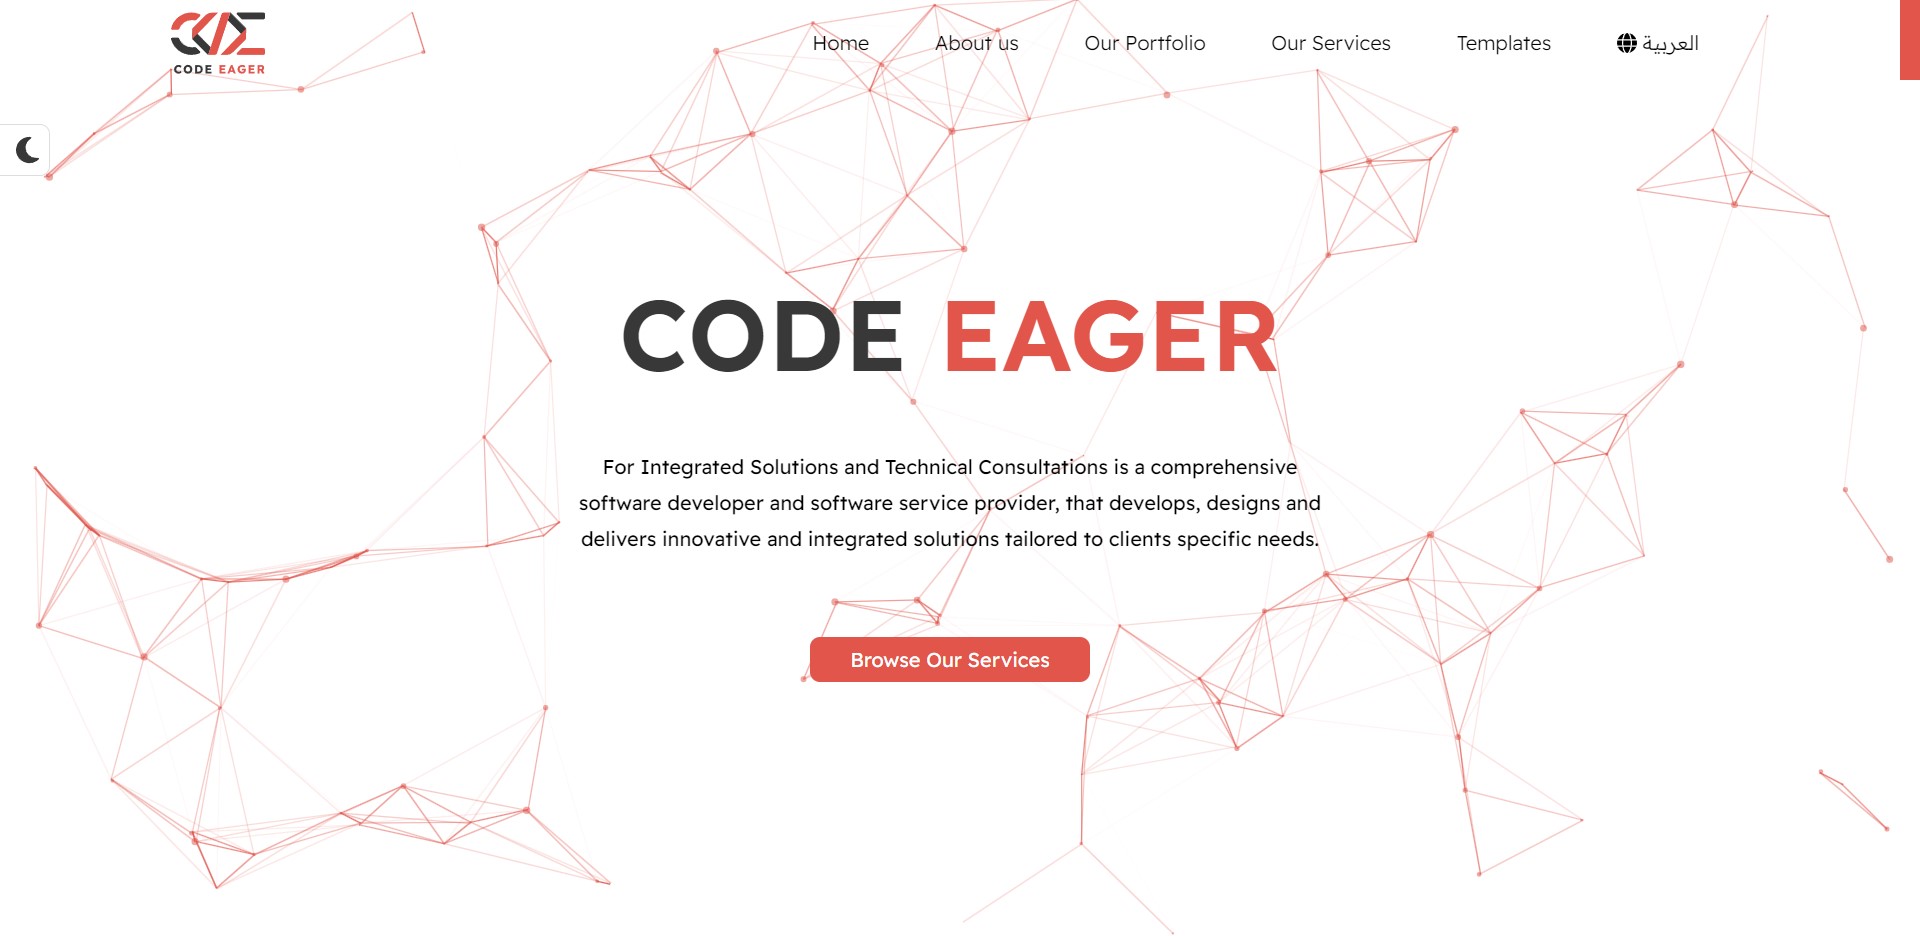 CODE EAGER
Home
About us
Our Portfolio
Our Services
Templates
العربية
CODE EAGER
For Integrated Solutions and Technical Consultations is a comprehensive
software developer and software service provider, that develops, designs and
delivers innovative and integrated solutions tailored to clients specific needs.
Browse Our Services